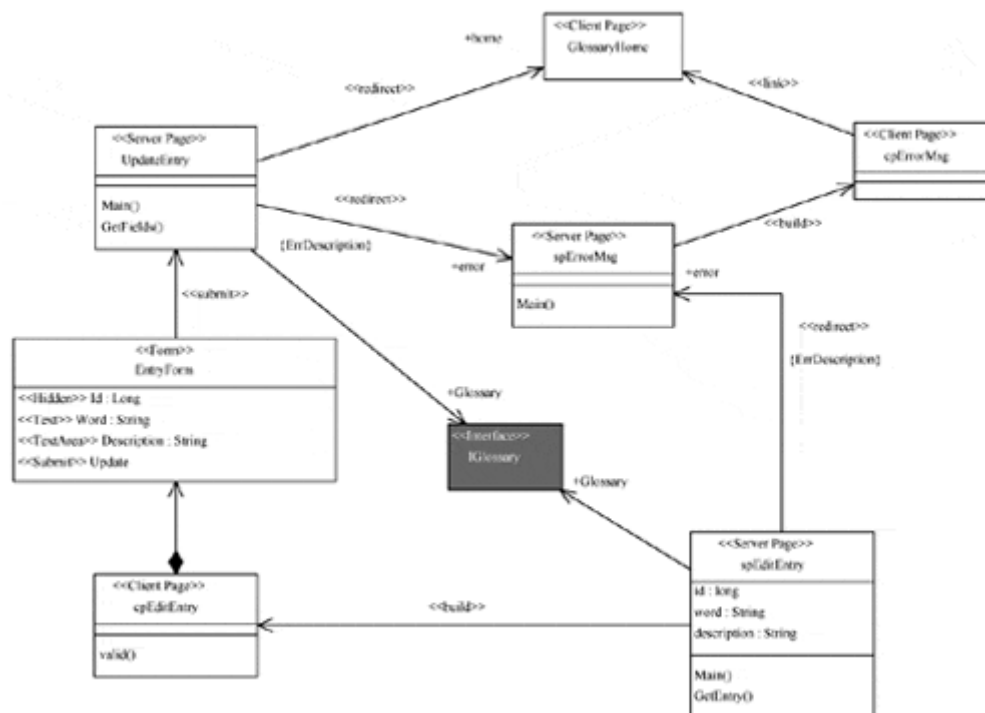 <<Client Page>>
GlossaryHome
+home
<<redirect>>
<<link>>
<<Server Page>>
UpdateEntry
Main()
GetFields()
<<Client Page>>
cpErrorMsg
<<redirect>>
{ErrDescription}
+error
<<build>>
<<Server Page>>
spErrorMsg
Main()
+error
<<submit>>
<<redirect>>
{ErrDescription}
<<Form>>
EntryForm
<<Hidden>> Id : Long
<<Text>> Word : String
<<TextArea>> Description : String
<<Submit>> Update
+Glossary
<<Interface>>
IGlossary
+Glossary
<<Server Page>>
spEditEntry
id : long
word : String
description : String
Main()
GetEntry()
<<Client Page>>
cpEditEntry
valid()
<<build>>